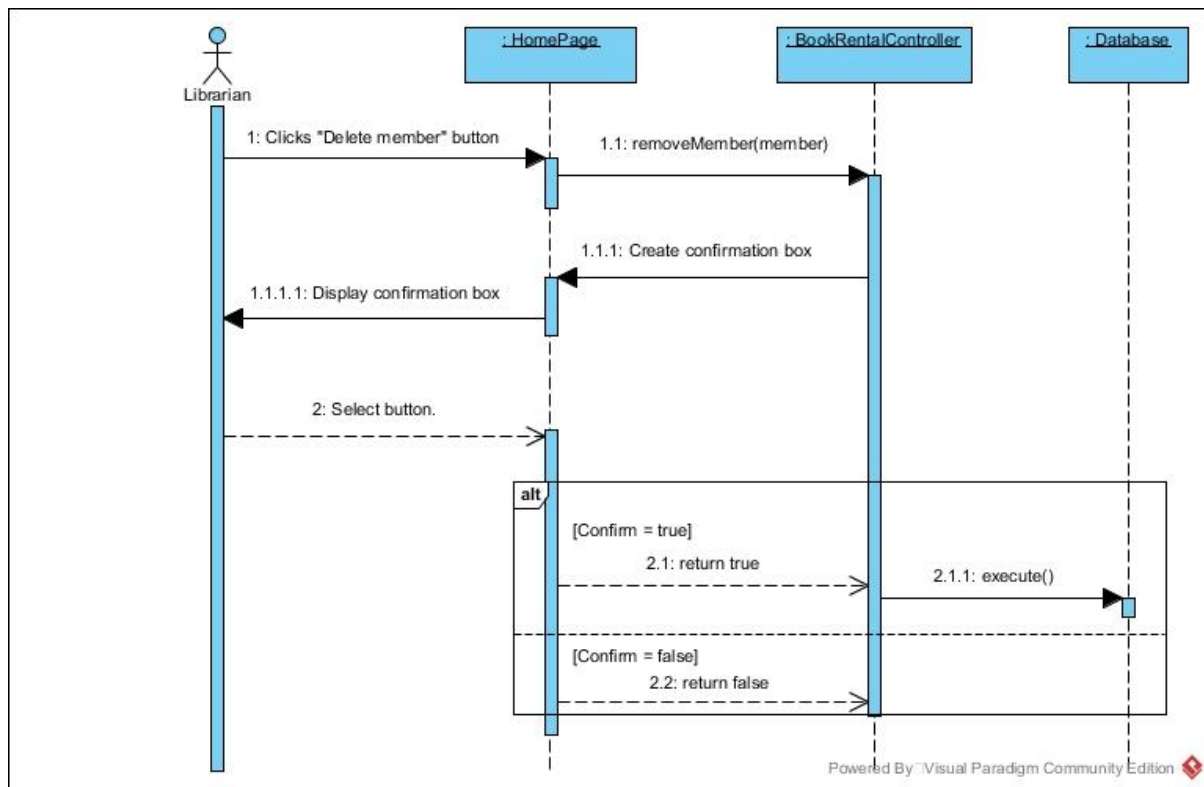 : HomePage
: BookRentalController
: Database
Librarian
1: Clicks "Delete member" button
1.1: removeMember(member)
1.1.1: Create confirmation box
1.1.1.1: Display confirmation box
2: Select button.
alt
[Confirm = true]
2.1: return true
2.1.1: execute()
[Confirm = false]
2.2: return false
Powered By Visual Paradigm Community Edition